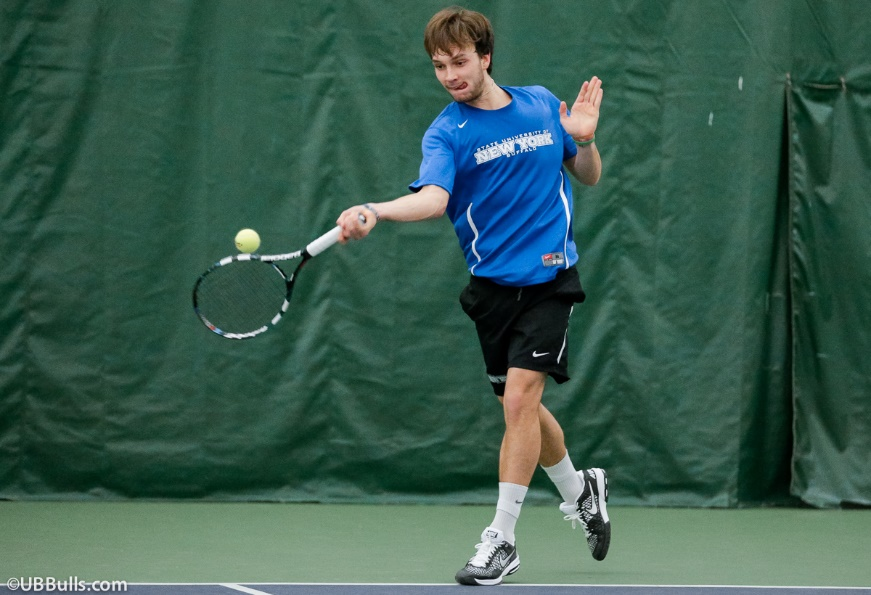 STATE UNIVERSITY OF
NEW YORK
BUFFALO
©UBBulls.com